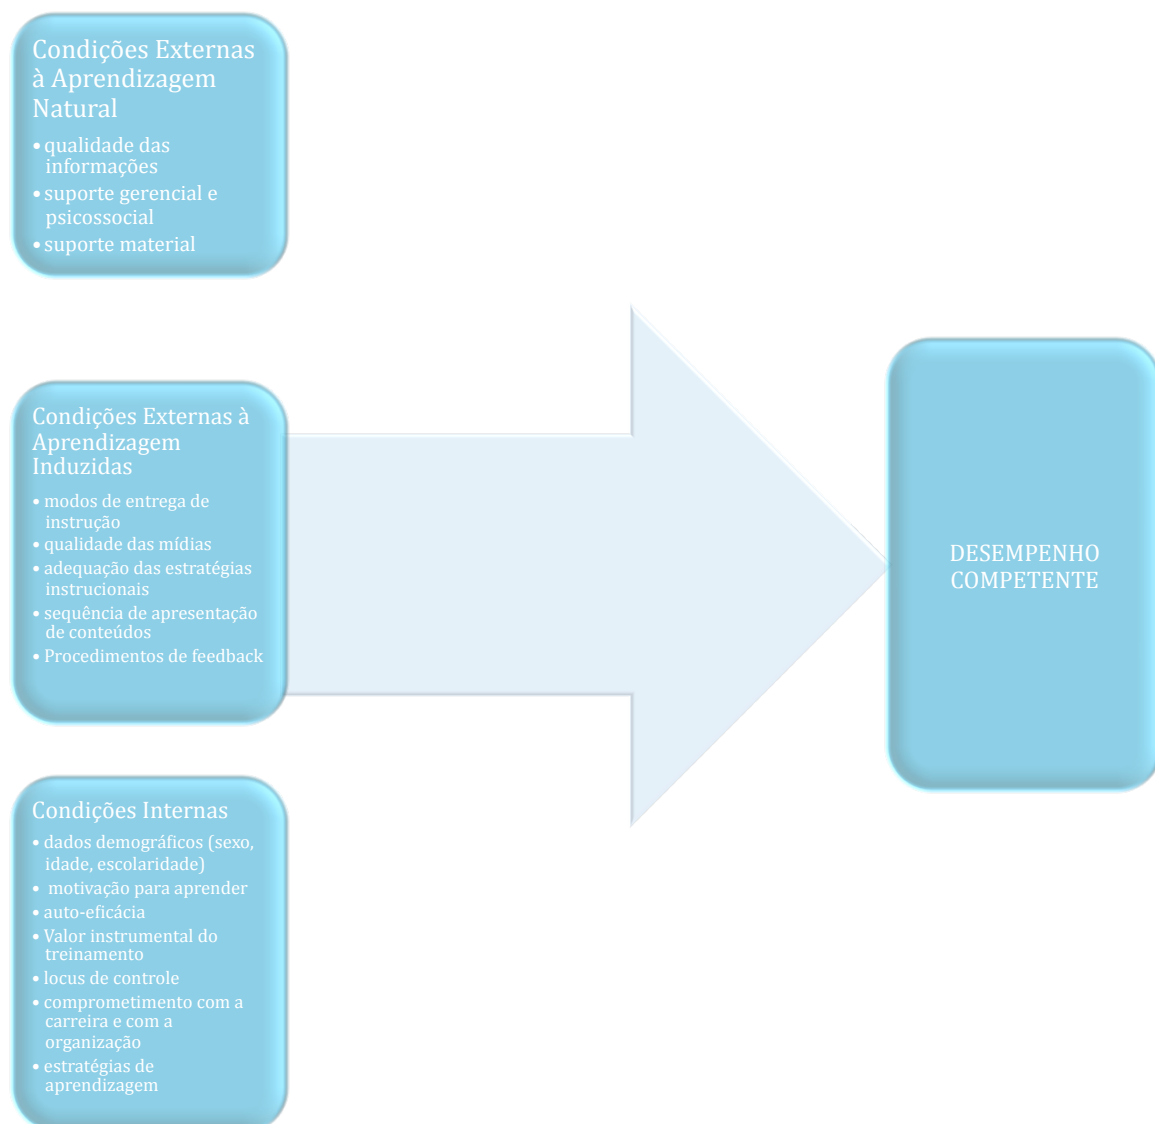 Condições Externas
à Aprendizagem
Natural
• qualidade das
informações
• suporte gerencial e
psicossocial
• suporte material
Condições Externas à
Aprendizagem
Induzidas
• modos de entrega de
instrução
• qualidade das mídias
• adequação das estratégias
instrucionais
• sequência de apresentação
de conteúdos
• Procedimentos de feedback
DESEMPENHO
COMPETENTE
Condições Internas
• dados demográficos (sexo,
idade, escolaridade)
• motivação para aprender
• auto-eficácia
• Valor instrumental do
treinamento
• locus de controle
• comprometimento com a
carreira e com a
organização
• estratégias de
aprendizagem